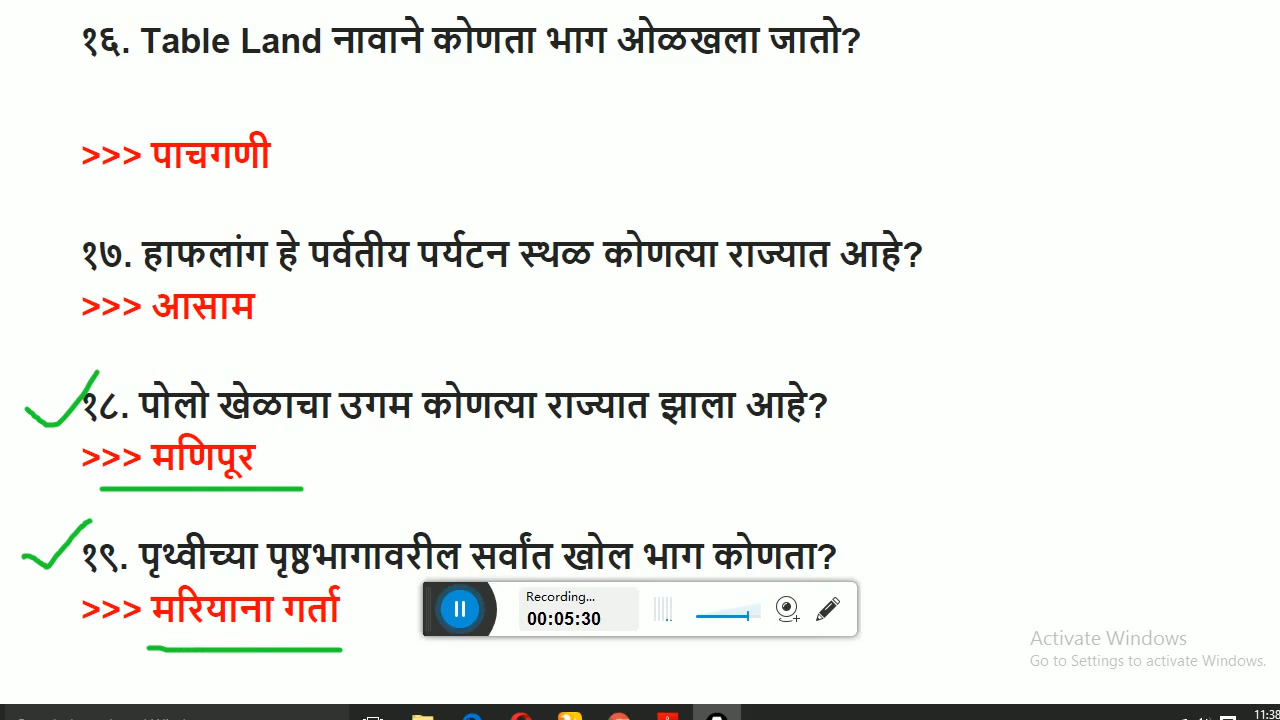 १६. Table Land नावाने कोणता भाग ओळखला जातो?
>>> पाचगणी
१७. हाफलांग हे पर्वतीय पर्यटन स्थळ कोणत्या राज्यात आहे?
>>> आसाम
१८. पोलो खेळाचा उगम कोणत्या राज्यात झाला आहे?
>>> मणिपूर
१९. पृथ्वीच्या पृष्ठभागावरील सर्वांत खोल भाग कोणता?
>>> मरियाना गर्ता
Recording...
00:05:30
Activate Windows
Go to Settings to activate Windows.
11:38